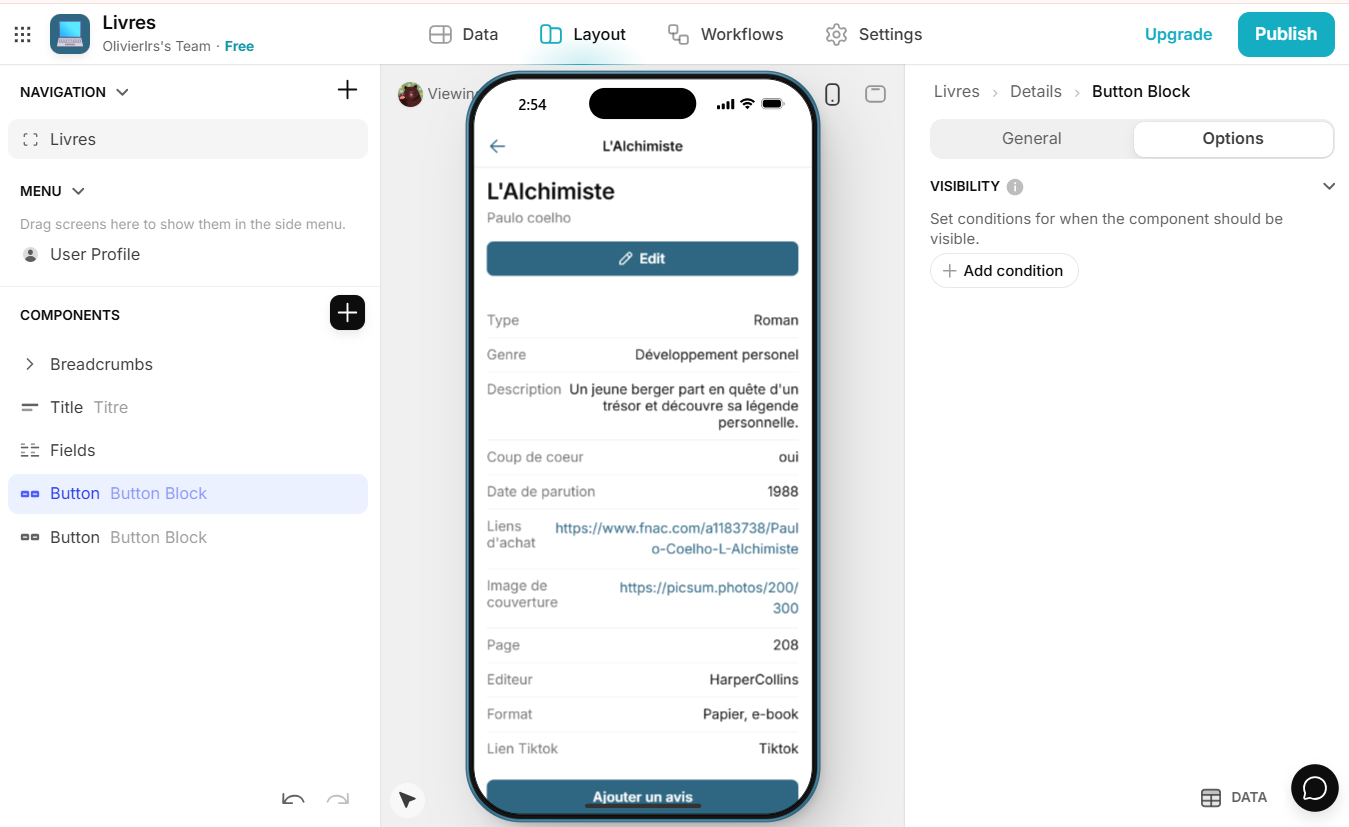 Livres
OlivierIrs's Team · Free
Data
Layout
Workflows
Settings
Upgrade
Publish
NAVIGATION
Livres
MENU
Drag screens here to show them in the side menu.
User Profile
COMPONENTS
Breadcrumbs
Title Titre
Fields
Button Button Block
Button Button Block
Viewing
2:54
L'Alchimiste
L'Alchimiste
Paulo coelho
Edit
Type Roman
Genre Développement personel
Description Un jeune berger part en quête d'un
trésor et découvre sa légende
personnelle.
Coup de coeur oui
Date de parution 1988
Liens
d'achat
https://www.fnac.com/a1183738/Paul
o-Coelho-L-Alchimiste
Image de
couverture
https://picsum.photos/200/
300
Page 208
Editeur HarperCollins
Format Papier, e-book
Lien Tiktok Tiktok
Ajouter un avis
Livres › Details › Button Block
General
Options
VISIBILITY
Set conditions for when the component should be
visible.
Add condition
DATA